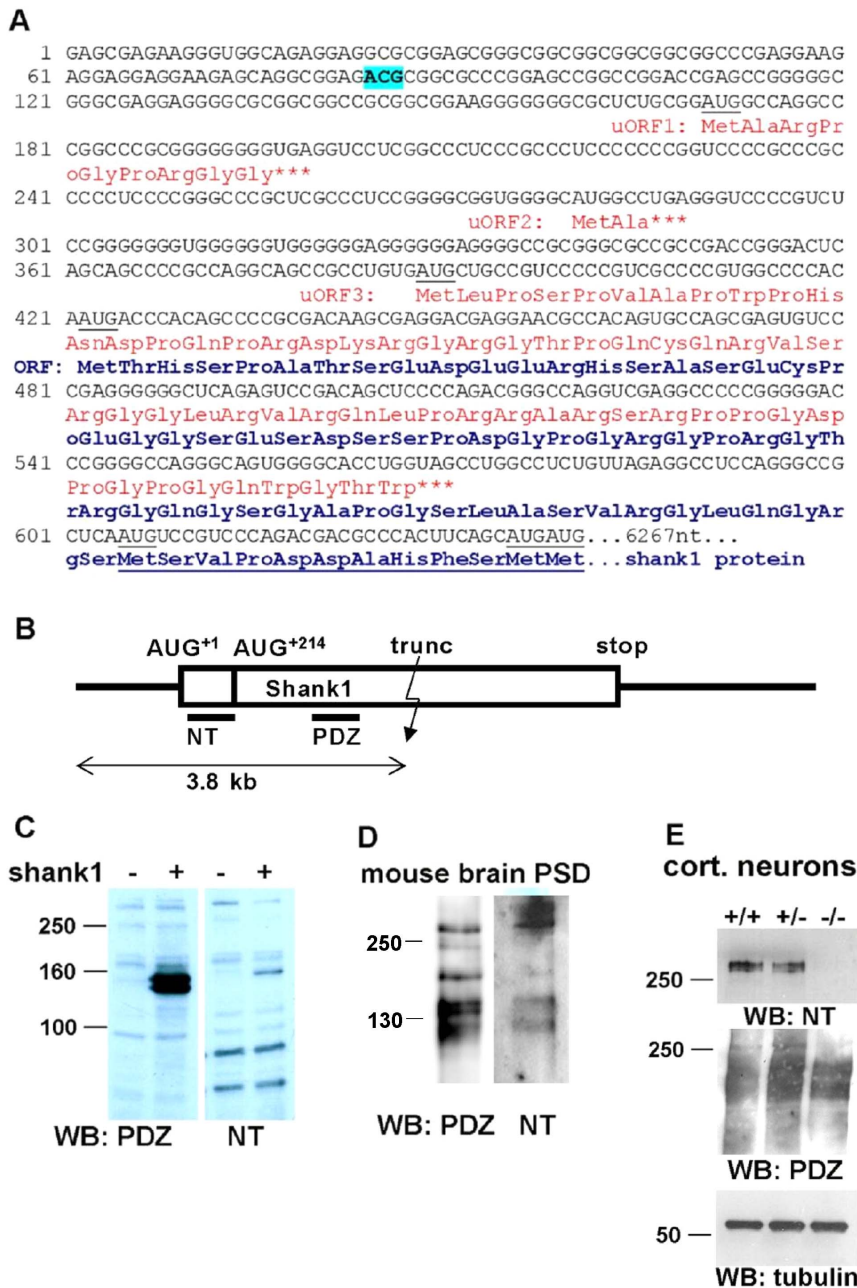 A
1 GAGCGAGAAGGGUGGCAGAGGAGGCGCGGAGCGGGCGGCGGCGGCGGCGGCCCGAGGAAG
61 AGGAGGAGGAAGAGCAGGCGGAGACGCGGCGCCCGGAGCCGGCCGGACCGAGCCGGGGGC
121 GGGCGAGGAGGGGCGCGGCGGCCGCGGCGGAAGGGGGGGCGCUCUGCGGAUGGCCAGGCC
uORF1: MetAlaArgPr
181 CGGCCCGCGGGGGGGUGAGGUCCUCGGCCCUCCCGCCCUCCCCCCCCGGUCCCCGCCCGC
oGlyProArgGlyGly***
241 CCCCUCCCCGGGCCCGCUCGCCCUCCGGGGCGGUGGGGCAUGGCCUGAGGGUCCCCGUCU
uORF2: MetAla***
301 CCGGGGGGGUGGGGGGUGGGGGGAGGGGGGAGGGGCCGCGGGCGCCGCCGACCGGGACUC
361 AGCAGCCCCGCCAGGCAGCCGCCUGUGAUGCUGCCGUCCCCCGUCGCCCCGUGGCCCCAC
uORF3: MetLeuProSerProValAlaProTrpProHis
421 AAUGACCCACAGCCCCGCGACAAGCGAGGACGAGGAACGCCACAGUGCCAGCGAGUGUCC
AsnAspProGlnProArgAspLysArgGlyArgGlyThrProGlnCysGlnArgValSer
ORF: MetThrHisSerProAlaThrSerGluAspGluGluArgHisSerAlaSerGluCysPr
481 CGAGGGGGGCUCAGAGUCCGACAGCUCCCCAGACGGGCCAGGUCGAGGCCCCCGGGGGAC
ArgGlyGlyLeuArgValArgGlnLeuProArgArgAlaArgSerArgProProGlyAsp
oGluGlyGlySerGluSerAspSerSerProAspGlyProGlyArgGlyProArgGlyTh
541 CCGGGGCCAGGGCAGUGGGGCACCUGGUAGCCUGGCCUCUGUUAGAGGCCUCCAGGGCCG
ProGlyProGlyGlnTrpGlyThrTrp***
rArgGlyGlnGlySerGlyAlaProGlySerLeuAlaSerValArgGlyLeuGlnGlyAr
601 CUCAAUGUCCGUCCCAGACGACGCCCACUUCAGCAUGAUG...6267nt...
gSerMetSerValProAspAspAlaHisPheSerMetMet...shank1 protein
B
AUG+1 AUG+214 trunc stop
Shank1
NT PDZ
3.8 kb
C
shank1 - + - +
250
160
100
WB: PDZ NT
D
mouse brain PSD
250
130
WB: PDZ NT
E
cort. neurons
+/+ +/- -/-
250
WB: NT
250
WB: PDZ
50
WB: tubulin